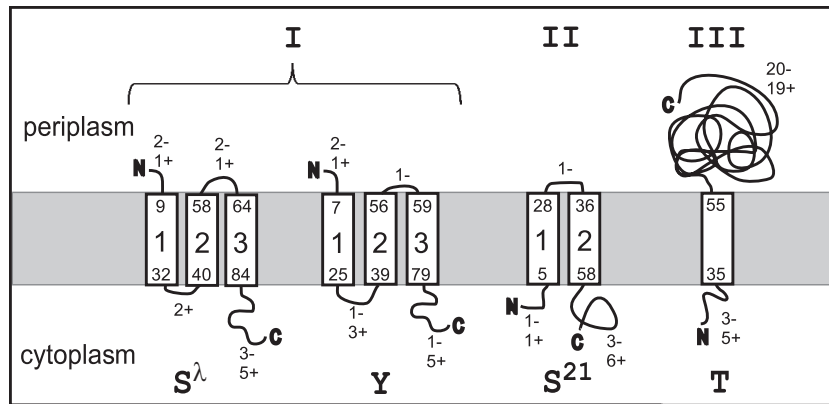 I II III
periplasm
N 2- 1+
2- 1+
N 2- 1+
1-
1-
C 20- 19+
9 58 64
7 56 59
28 36
55
1 2 3
1 2 3
1 2
32 40 84
25 39 79
5 58
35
2+
C 3- 5+
1- 3+
C 1- 5+
N 1- 1+
C 3- 6+
N 3- 5+
cytoplasm
Sλ Y S21 T